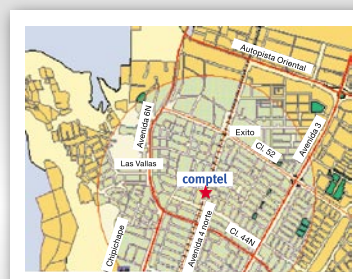 Autopista Oriental
Avenida 6N
Exito
Cl. 52
Avenida 3
Las Vallas
comptel
Chipichape
Avenida 4 norte
Cl. 44N